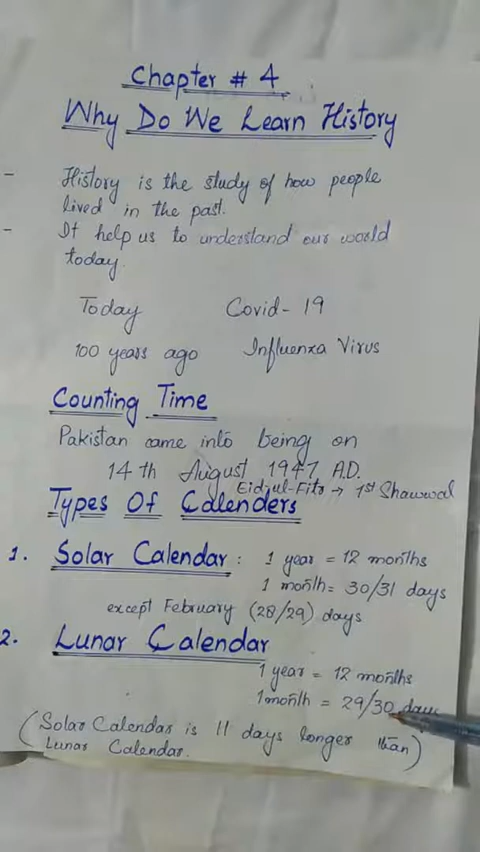 Chapter # 4
Why Do We Learn History
- History is the study of how people
lived in the past.
- It help us to understand our world
today.
Today Covid-19
100 years ago Influenza Virus
Counting Time
Pakistan came into being on
14th August 1947 A.D.
Eid-ul-Fitr → 1st Shawwal
Types Of Calenders
1. Solar Calendar: 1 year = 12 months
1 month = 30/31 days
except February (28/29) days
2. Lunar Calendar
1 year = 12 months
1 month = 29/30 days
(Solar Calendar is 11 days longer than
Lunar Calendar.)